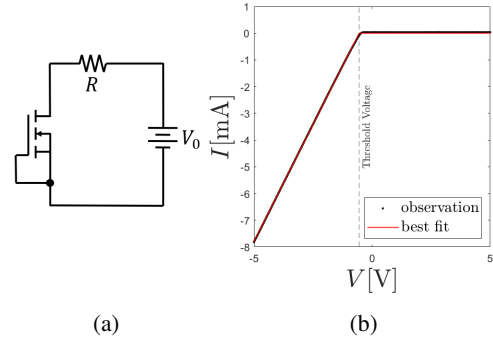 R
V₀
(a)
1
0
-1
-2
-3
-4
-5
-6
-7
-8
I[mA]
Threshold Voltage
observation
best fit
-5
0
5
V[V]
(b)